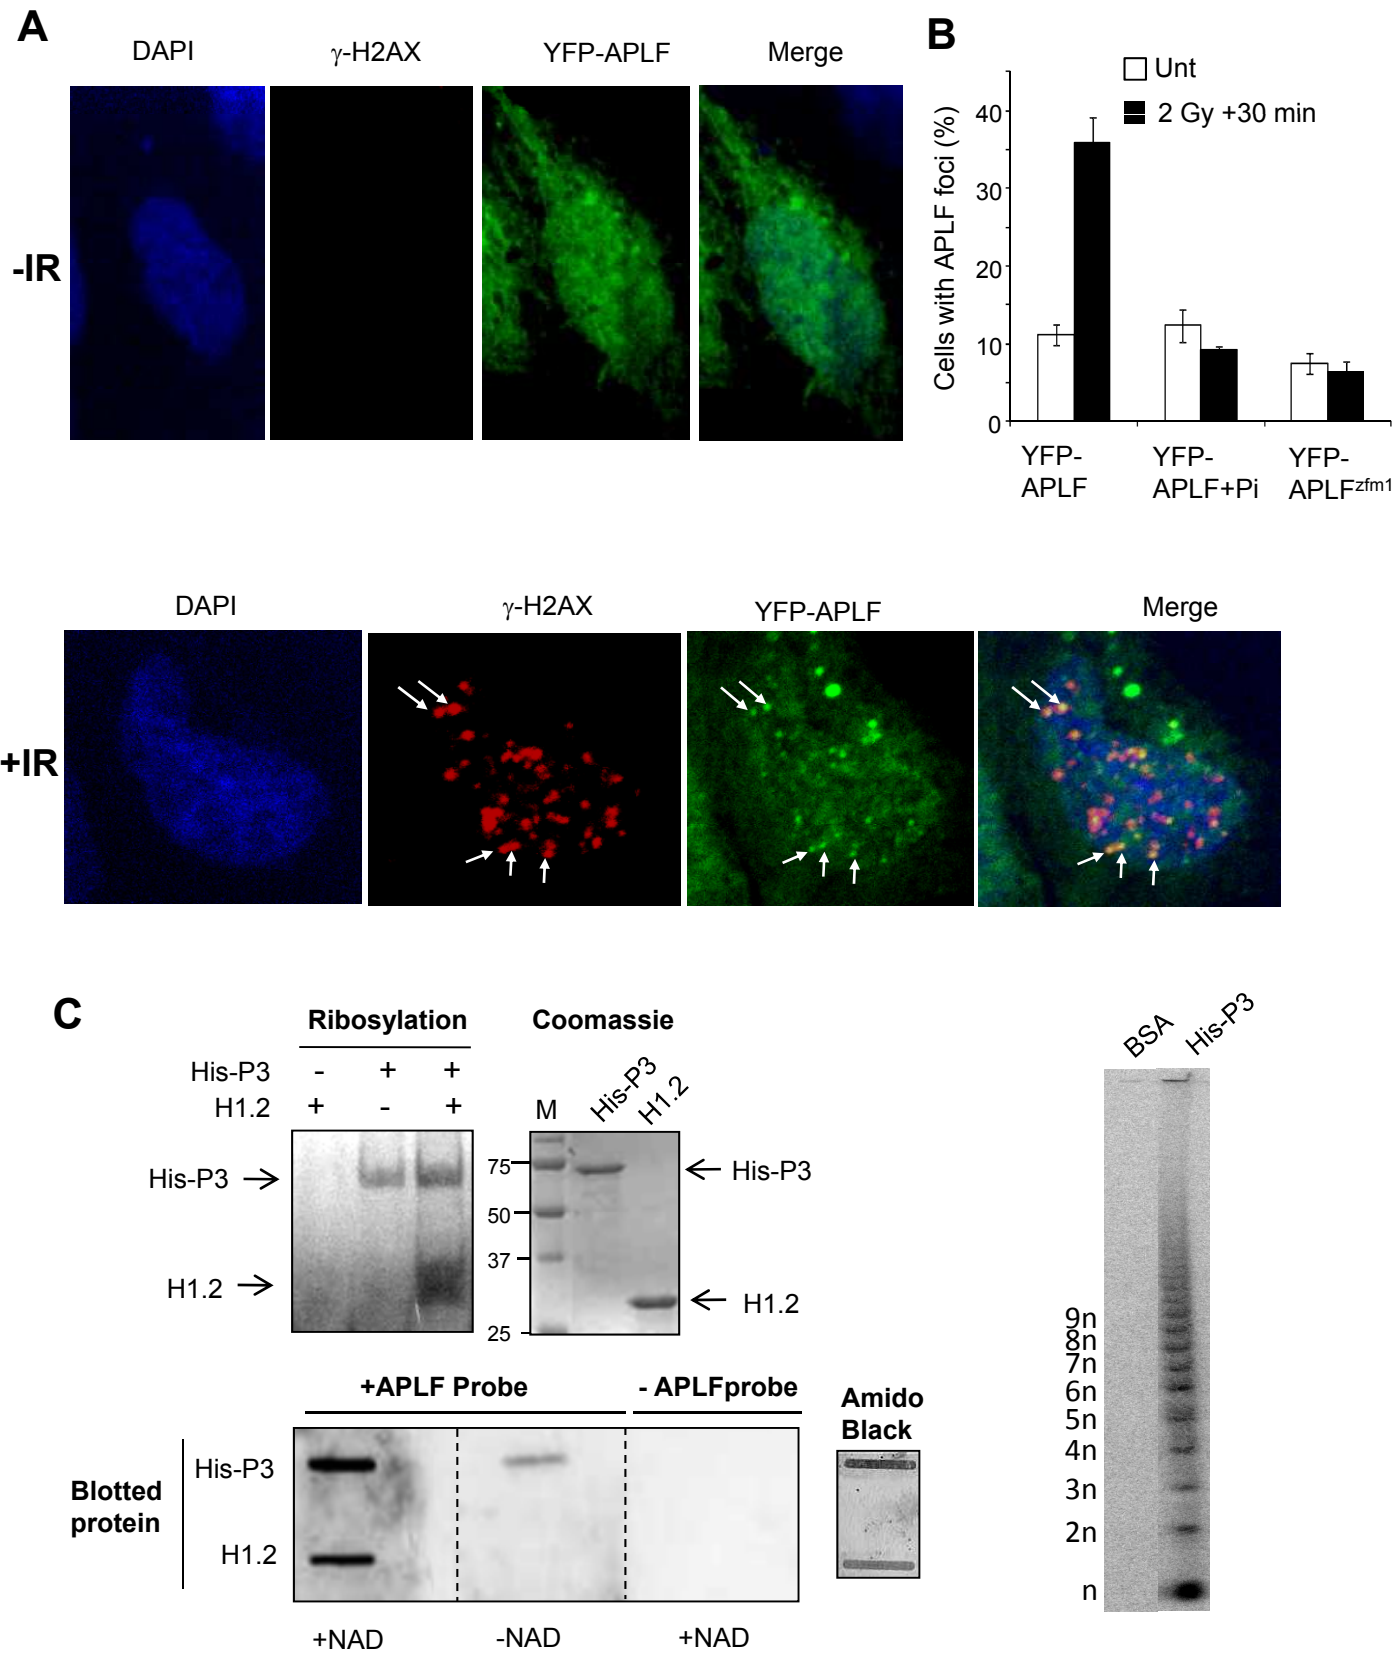 A
DAPI
γ-H2AX
YFP-APLF
Merge
-IR
B
Unt
2 Gy +30 min
Cells with APLF foci (%)
40
30
20
10
0
YFP-
APLF
YFP-
APLF+Pi
YFP-
APLFzfm1
DAPI
γ-H2AX
YFP-APLF
Merge
+IR
C
Ribosylation
His-P3 - + +
H1.2 + - +
His-P3
H1.2
Coomassie
M His-P3 H1.2
75
50
37
25
His-P3
H1.2
+APLF Probe
- APLFprobe
Amido
Black
Blotted
protein
His-P3
H1.2
+NAD
-NAD
+NAD
BSA His-P3
9n
8n
7n
6n
5n
4n
3n
2n
n